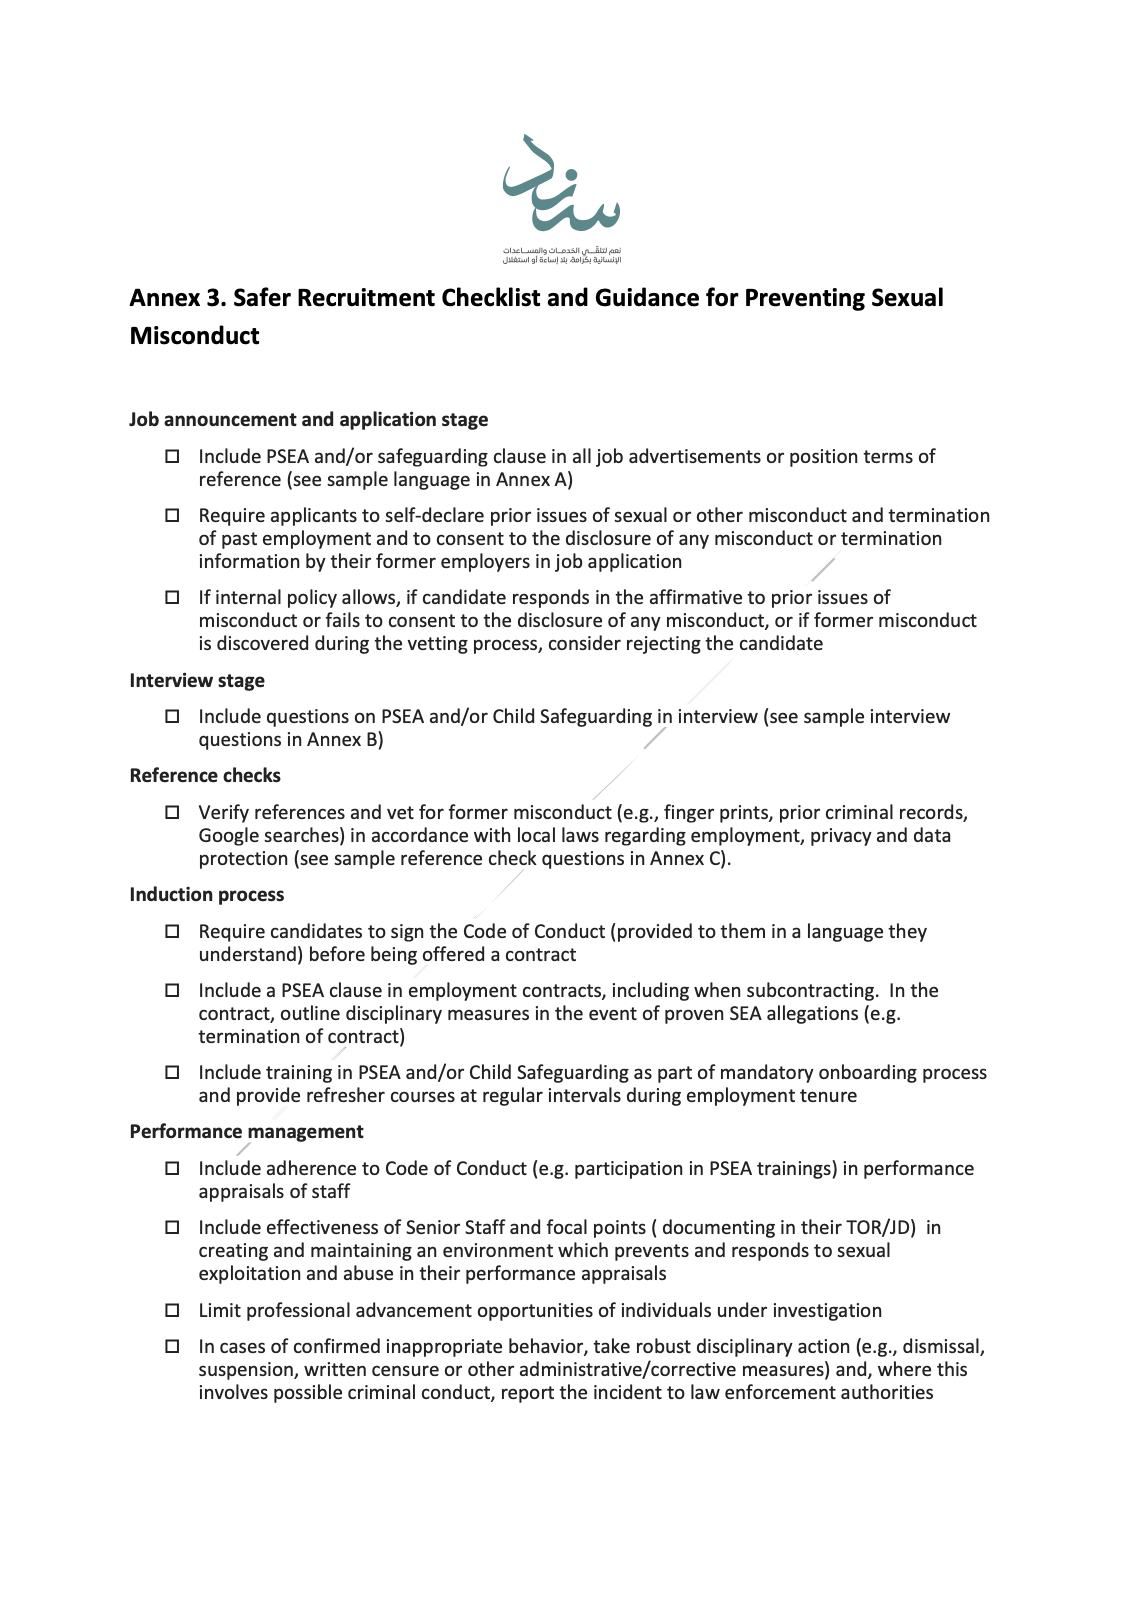 سند
نعم لتلقّي الخدمات والمساعدات
الإنسانية بكرامة، بلا إساءة أو استغلال
Annex 3. Safer Recruitment Checklist and Guidance for Preventing Sexual
Misconduct
Job announcement and application stage
☐ Include PSEA and/or safeguarding clause in all job advertisements or position terms of
reference (see sample language in Annex A)
☐ Require applicants to self-declare prior issues of sexual or other misconduct and termination
of past employment and to consent to the disclosure of any misconduct or termination
information by their former employers in job application
☐ If internal policy allows, if candidate responds in the affirmative to prior issues of
misconduct or fails to consent to the disclosure of any misconduct, or if former misconduct
is discovered during the vetting process, consider rejecting the candidate
Interview stage
☐ Include questions on PSEA and/or Child Safeguarding in interview (see sample interview
questions in Annex B)
Reference checks
☐ Verify references and vet for former misconduct (e.g., finger prints, prior criminal records,
Google searches) in accordance with local laws regarding employment, privacy and data
protection (see sample reference check questions in Annex C).
Induction process
☐ Require candidates to sign the Code of Conduct (provided to them in a language they
understand) before being offered a contract
☐ Include a PSEA clause in employment contracts, including when subcontracting.  In the
contract, outline disciplinary measures in the event of proven SEA allegations (e.g.
termination of contract)
☐ Include training in PSEA and/or Child Safeguarding as part of mandatory onboarding process
and provide refresher courses at regular intervals during employment tenure
Performance management
☐ Include adherence to Code of Conduct (e.g. participation in PSEA trainings) in performance
appraisals of staff
☐ Include effectiveness of Senior Staff and focal points ( documenting in their TOR/JD)  in
creating and maintaining an environment which prevents and responds to sexual
exploitation and abuse in their performance appraisals
☐ Limit professional advancement opportunities of individuals under investigation
☐ In cases of confirmed inappropriate behavior, take robust disciplinary action (e.g., dismissal,
suspension, written censure or other administrative/corrective measures) and, where this
involves possible criminal conduct, report the incident to law enforcement authorities